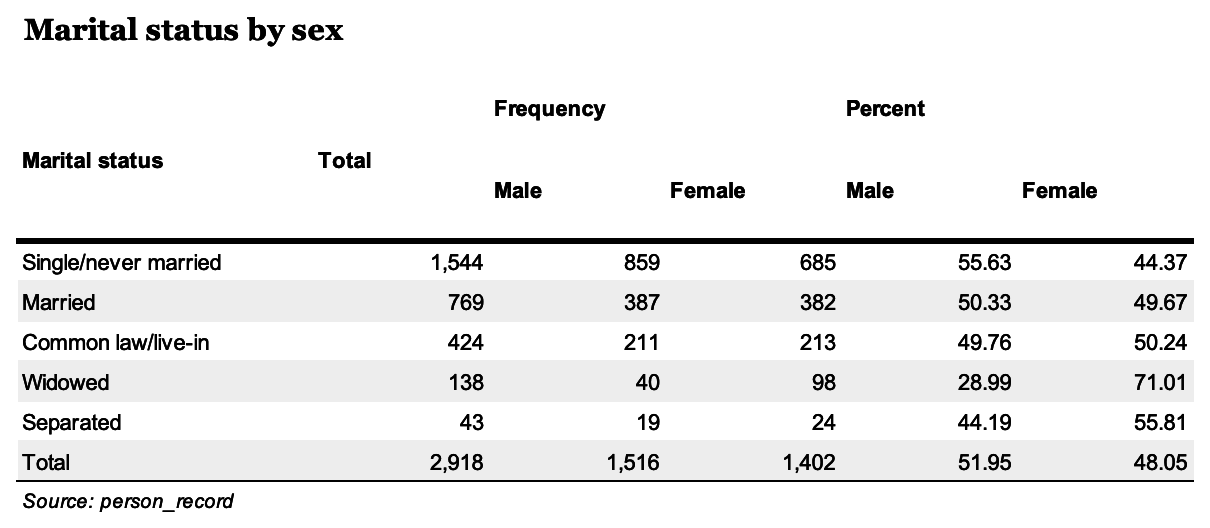 Marital status by sex
Frequency Percent
Marital status Total
Male Female Male Female
Single/never married 1,544 859 685 55.63 44.37
Married 769 387 382 50.33 49.67
Common law/live-in 424 211 213 49.76 50.24
Widowed 138 40 98 28.99 71.01
Separated 43 19 24 44.19 55.81
Total 2,918 1,516 1,402 51.95 48.05
Source: person_record